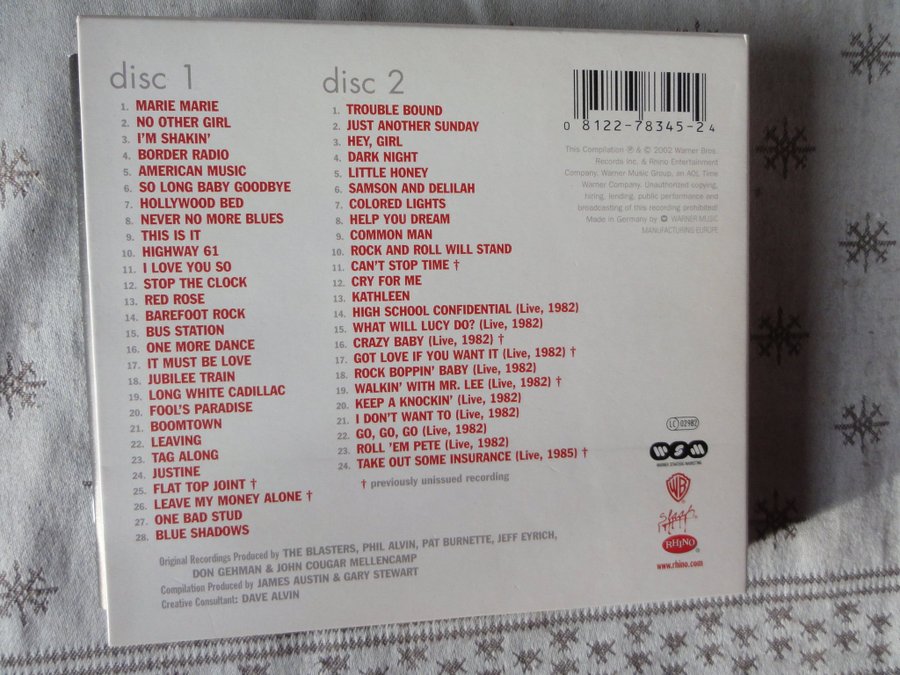 disc 1
1. MARIE MARIE
2. NO OTHER GIRL
3. I'M SHAKIN'
4. BORDER RADIO
5. AMERICAN MUSIC
6. SO LONG BABY GOODBYE
7. HOLLYWOOD BED
8. NEVER NO MORE BLUES
9. THIS IS IT
10. HIGHWAY 61
11. I LOVE YOU SO
12. STOP THE CLOCK
13. RED ROSE
14. BAREFOOT ROCK
15. BUS STATION
16. ONE MORE DANCE
17. IT MUST BE LOVE
18. JUBILEE TRAIN
19. LONG WHITE CADILLAC
20. FOOL'S PARADISE
21. BOOMTOWN
22. LEAVING
23. TAG ALONG
24. JUSTINE
25. FLAT TOP JOINT †
26. LEAVE MY MONEY ALONE †
27. ONE BAD STUD
28. BLUE SHADOWS
disc 2
1. TROUBLE BOUND
2. JUST ANOTHER SUNDAY
3. HEY, GIRL
4. DARK NIGHT
5. LITTLE HONEY
6. SAMSON AND DELILAH
7. COLORED LIGHTS
8. HELP YOU DREAM
9. COMMON MAN
10. ROCK AND ROLL WILL STAND
11. CAN'T STOP TIME †
12. CRY FOR ME
13. KATHLEEN
14. HIGH SCHOOL CONFIDENTIAL (Live, 1982)
15. WHAT WILL LUCY DO? (Live, 1982)
16. CRAZY BABY (Live, 1982) †
17. GOT LOVE IF YOU WANT IT (Live, 1982) †
18. ROCK BOPPIN' BABY (Live, 1982)
19. WALKIN' WITH MR. LEE (Live, 1982) †
20. KEEP A KNOCKIN' (Live, 1982)
21. I DON'T WANT TO (Live, 1982)
22. GO, GO, GO (Live, 1982)
23. ROLL 'EM PETE (Live, 1982)
24. TAKE OUT SOME INSURANCE (Live, 1985) †
† previously unissued recording
0 8122-78345-2 4
This Compilation ℗ & © 2002 Warner Bros.
Records Inc. & Rhino Entertainment
Company, Warner Music Group, an AOL Time
Warner Company. Unauthorized copying,
hiring, lending, public performance and
broadcasting of this recording prohibited!
Made in Germany by WARNER MUSIC
MANUFACTURING EUROPE
LC 02982
WSM
WARNER STRATEGIC MARKETING
WB
Slash
RHINO
www.rhino.com
Original Recordings Produced by THE BLASTERS, PHIL ALVIN, PAT BURNETTE, JEFF EYRICH,
DON GEHMAN & JOHN COUGAR MELLENCAMP
Compilation Produced by JAMES AUSTIN & GARY STEWART
Creative Consultant: DAVE ALVIN